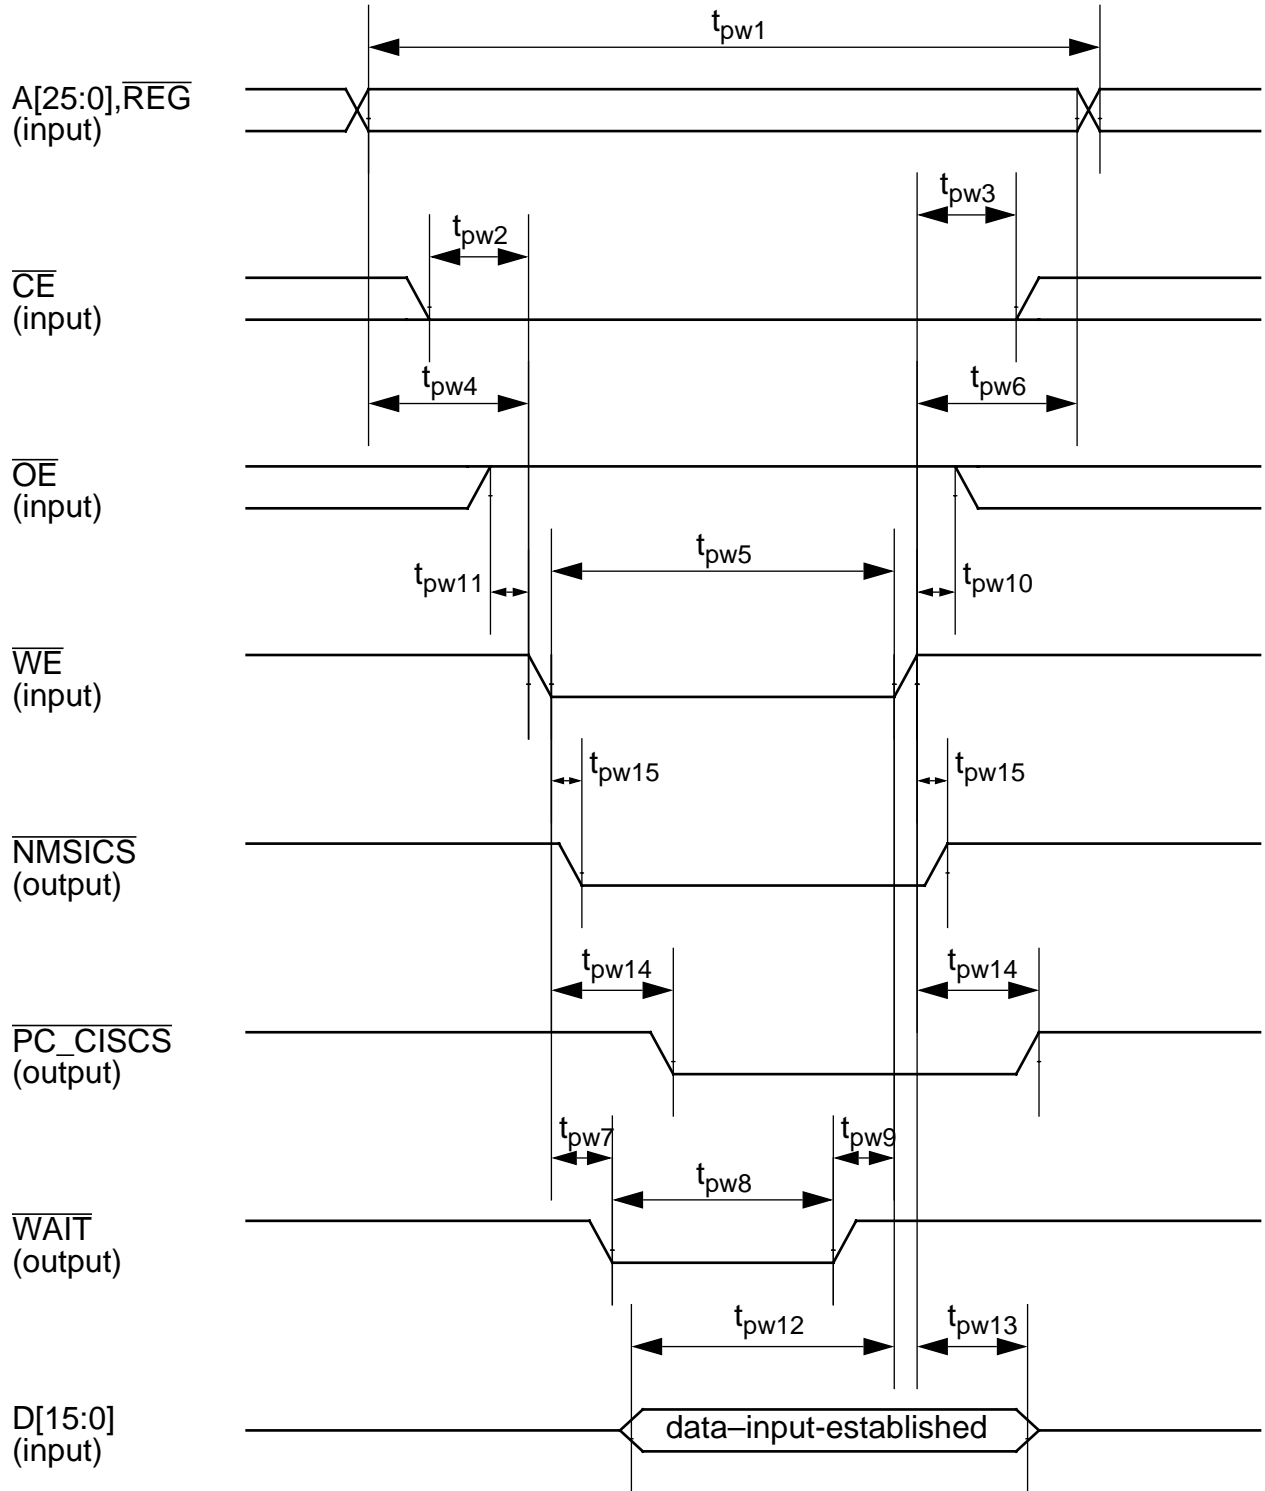 tpw1
A[25:0],REG
(input)
tpw3
tpw2
CE
(input)
tpw4
tpw6
OE
(input)
tpw5
tpw11
tpw10
WE
(input)
tpw15
tpw15
NMSICS
(output)
tpw14
tpw14
PC_CISCS
(output)
tpw7
tpw9
tpw8
WAIT
(output)
tpw12
tpw13
D[15:0]
data–input-established
(input)